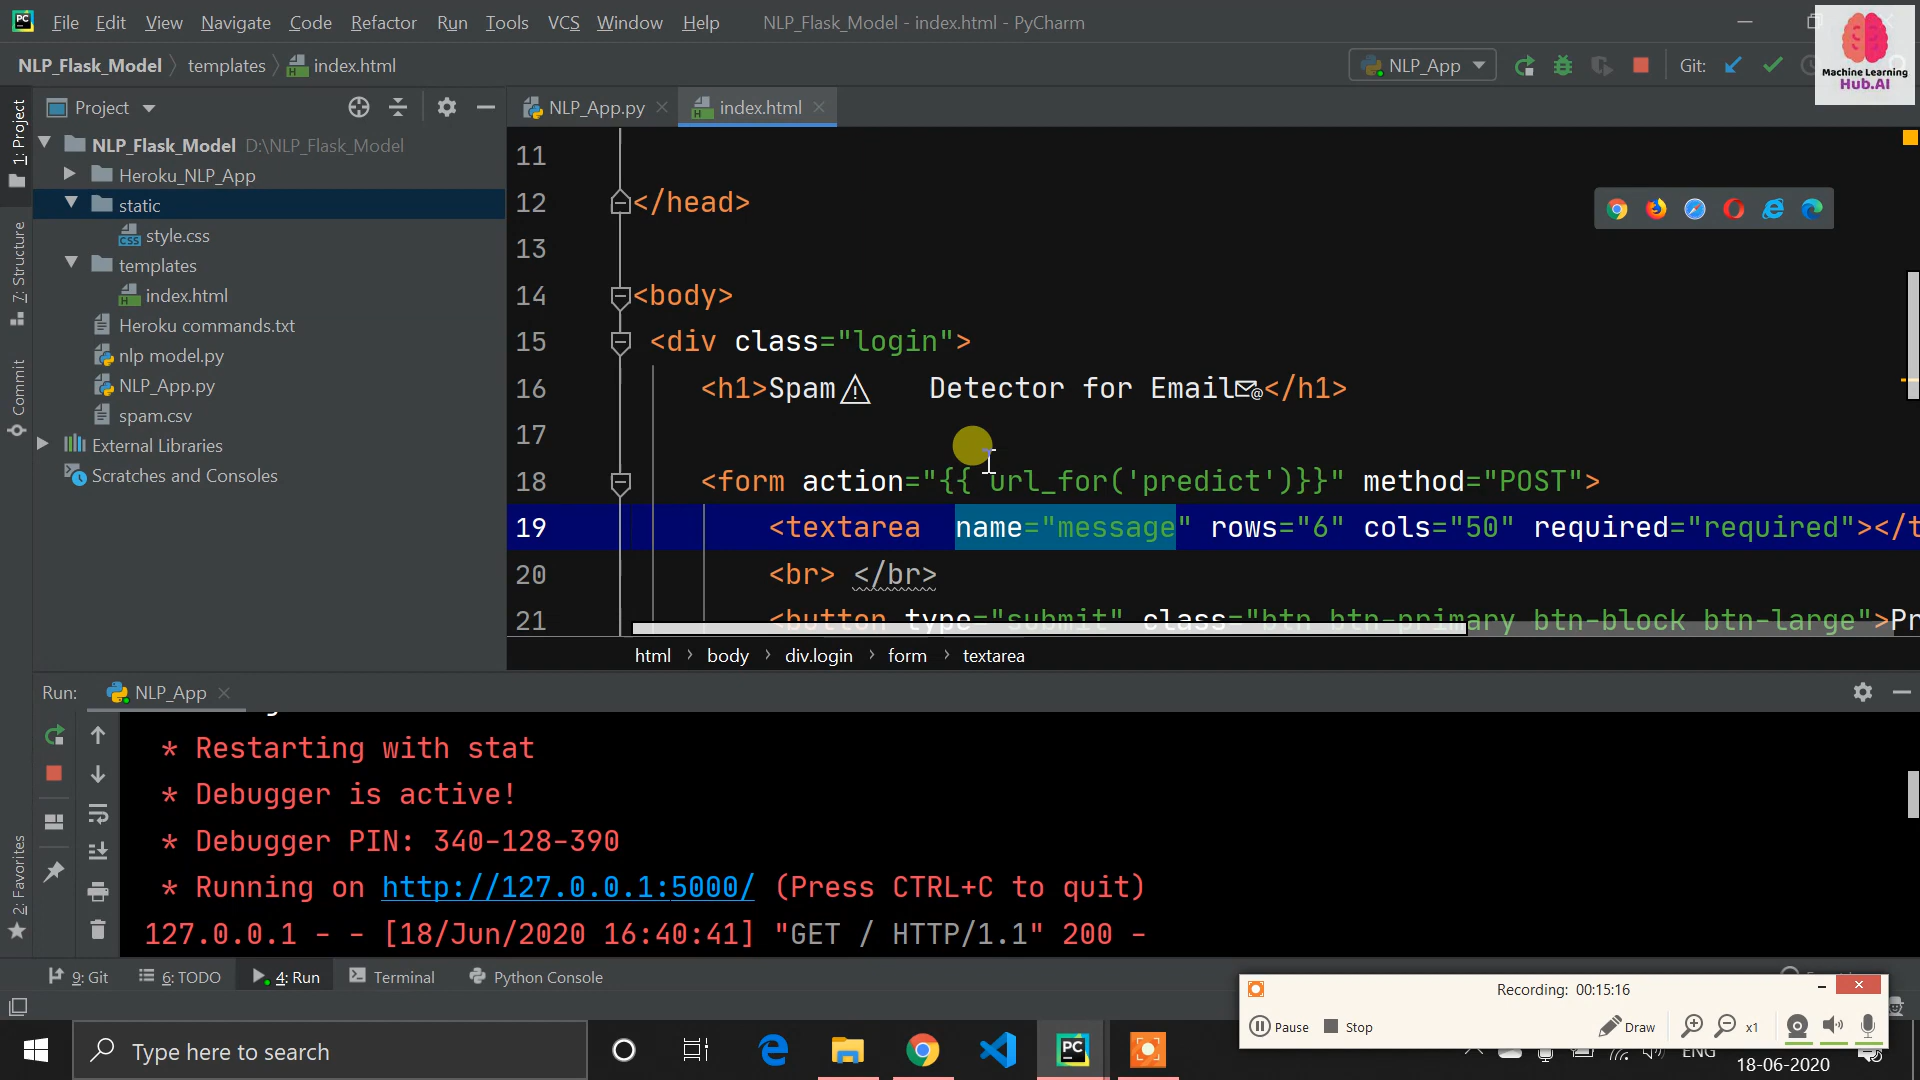 File Edit View Navigate Code Refactor Run Tools VCS Window Help NLP_Flask_Model - index.html - PyCharm
NLP_Flask_Model templates index.html NLP_App Git:
Machine Learning
Hub.AI
1: Project
7: Structure
Commit
2: Favorites
Project
NLP_Flask_Model D:\NLP_Flask_Model
Heroku_NLP_App
static
style.css
templates
index.html
Heroku commands.txt
nlp model.py
NLP_App.py
spam.csv
External Libraries
Scratches and Consoles
NLP_App.py index.html
11
12 </head>
13
14 <body>
15 <div class="login">
16 <h1>Spam⚠ Detector for Email</h1>
17
18 <form action="{{ url_for('predict')}}" method="POST">
19 <textarea name="message" rows="6" cols="50" required="required"></t
20 <br> </br>
21 <button type="submit" class="btn btn-primary btn-block btn-large">Pr
html › body › div.login › form › textarea
Run: NLP_App
* Restarting with stat
* Debugger is active!
* Debugger PIN: 340-128-390
* Running on http://127.0.0.1:5000/ (Press CTRL+C to quit)
127.0.0.1 - - [18/Jun/2020 16:40:41] "GET / HTTP/1.1" 200 -
9: Git 6: TODO 4: Run Terminal Python Console
Recording: 00:15:16
Pause Stop Draw x1
Type here to search
ENG
18-06-2020